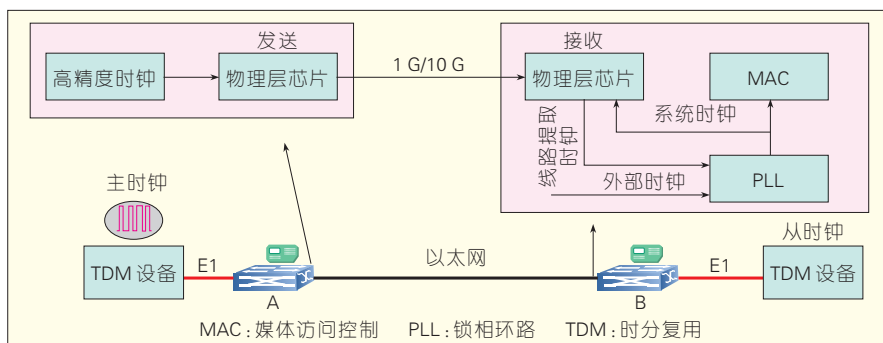 发送
高精度时钟
物理层芯片
1 G/10 G
接收
物理层芯片
MAC
系统时钟
线路提取
时钟
外部时钟
PLL
主时钟
TDM 设备
E1
A
以太网
B
E1
从时钟
TDM 设备
MAC：媒体访问控制 PLL：锁相环路 TDM：时分复用